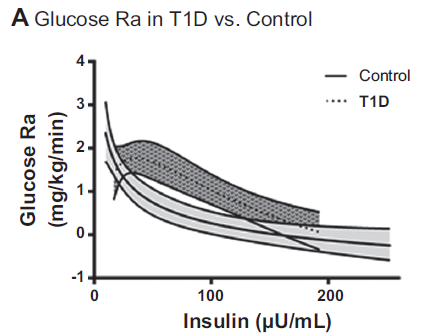 A Glucose Ra in T1D vs. Control
4
3
2
1
0
-1
Glucose Ra
(mg/kg/min)
Control
T1D
0
100
200
Insulin (µU/mL)